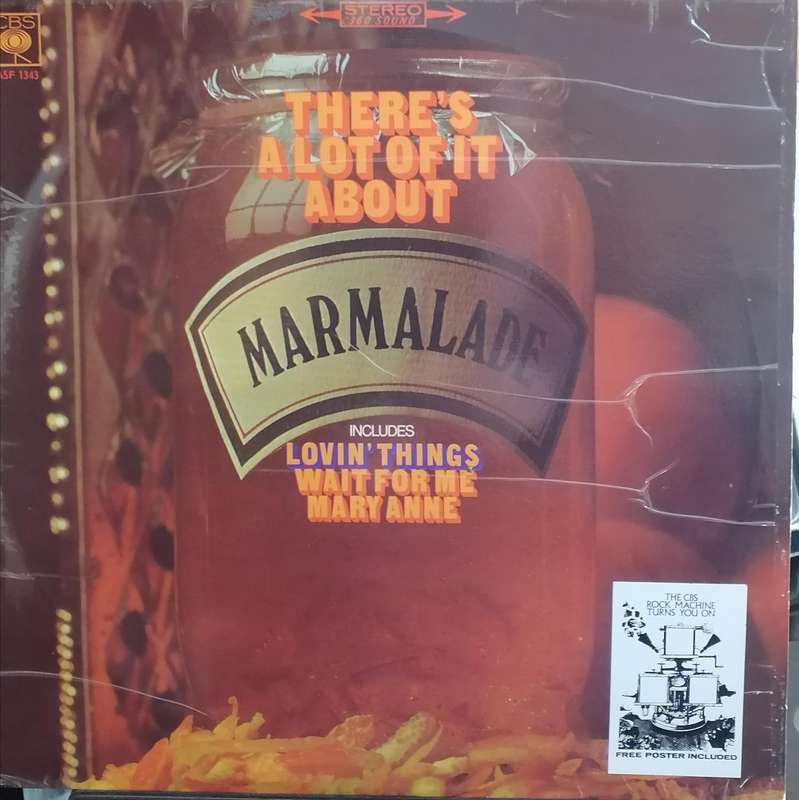 CBS
ASF 1343
STEREO
"360 SOUND"
THERE'S
A LOT OF IT
ABOUT
MARMALADE
INCLUDES
LOVIN' THINGS
WAIT FOR ME
MARY ANNE
THE CBS
ROCK MACHINE
TURNS YOU ON
FREE POSTER INCLUDED